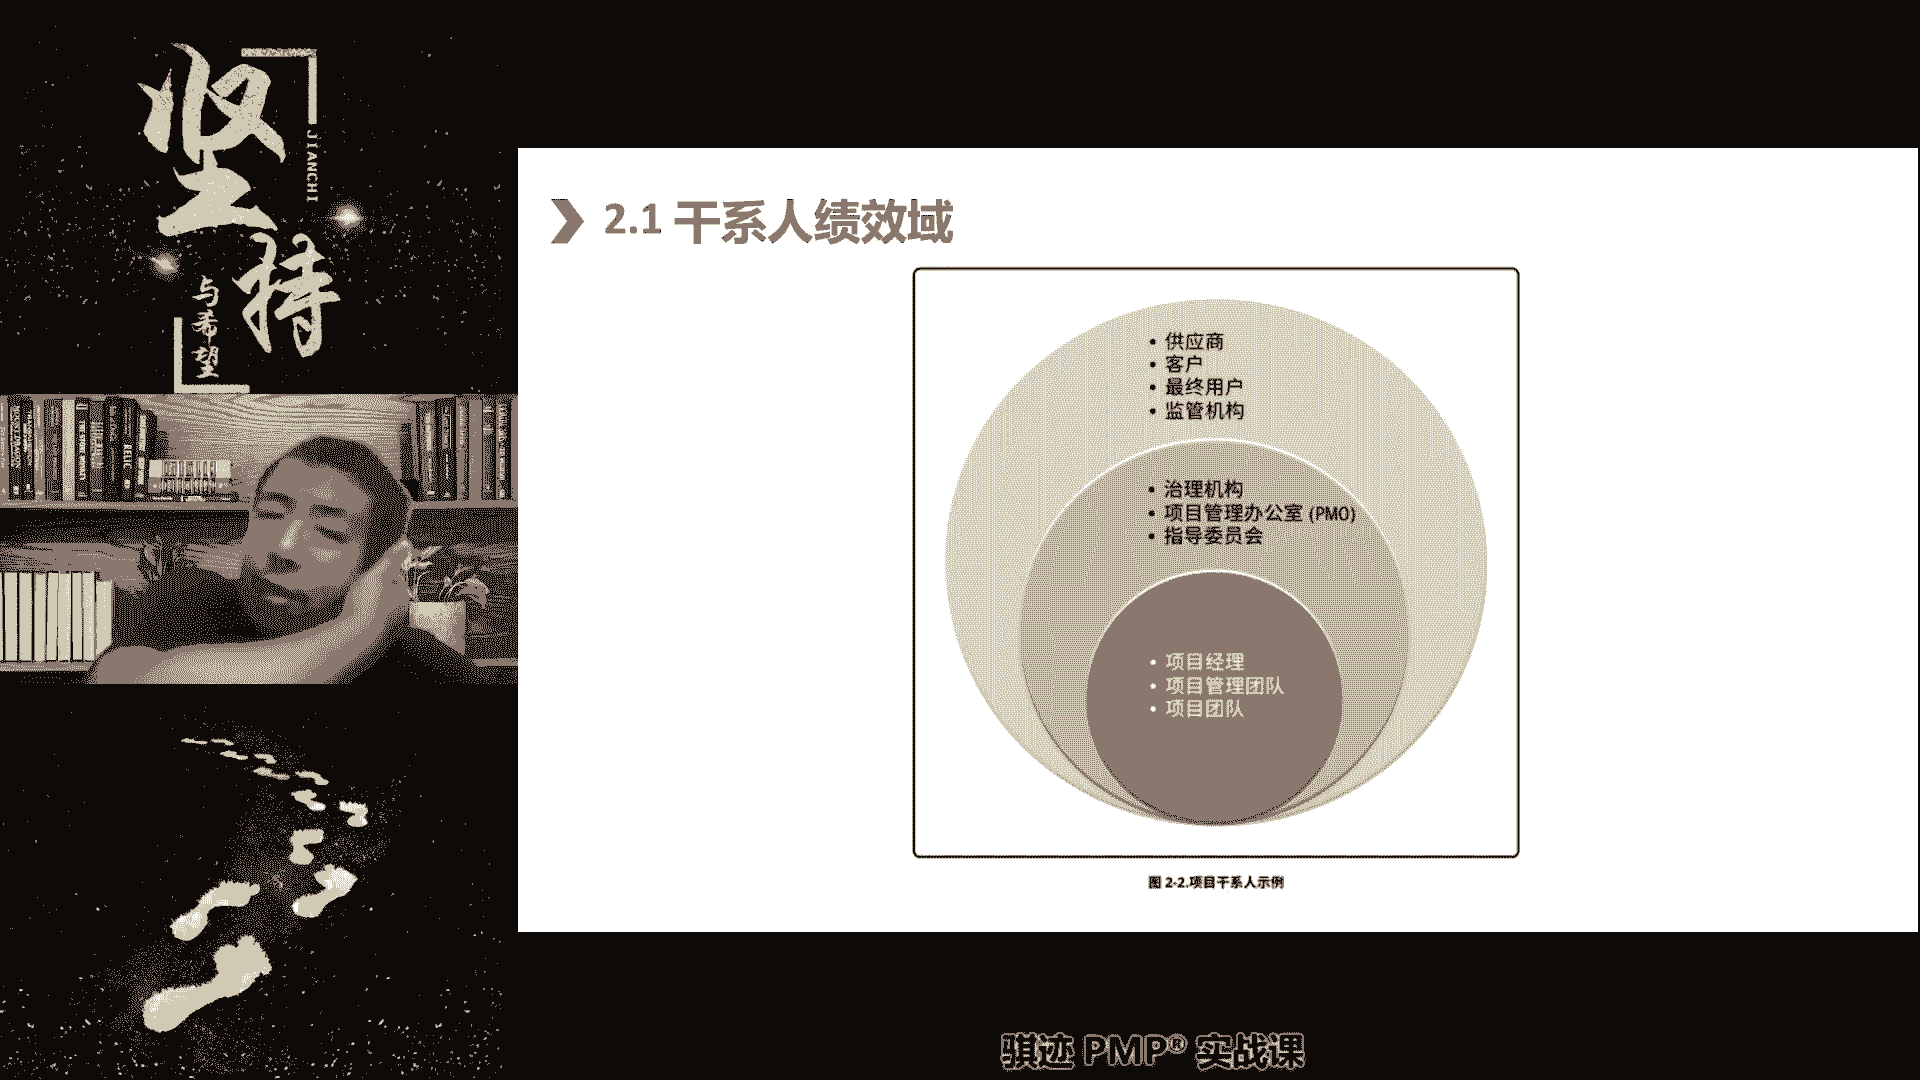 坚持
JIANCHI
与希望
2.1 干系人绩效域
• 供应商
• 客户
• 最终用户
• 监管机构
• 治理机构
• 项目管理办公室 (PMO)
• 指导委员会
• 项目经理
• 项目管理团队
• 项目团队
图 2-2.项目干系人示例
骐迹 PMP® 实战课